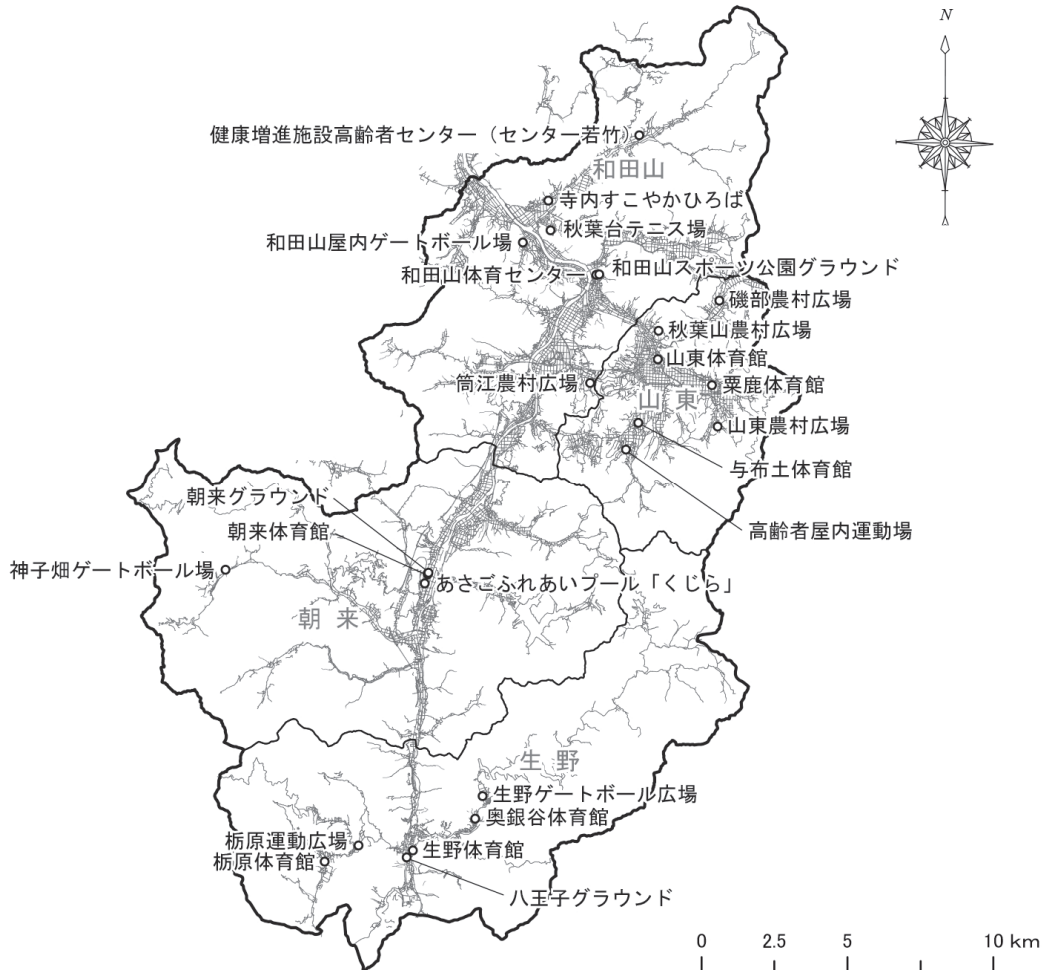 N
健康増進施設高齢者センター（センター若竹）
和田山
寺内すこやかひろば
秋葉台テニス場
和田山屋内ゲートボール場
和田山体育センター
和田山スポーツ公園グラウンド
磯部農村広場
秋葉山農村広場
山東体育館
筒江農村広場
粟鹿体育館
山東
山東農村広場
与布土体育館
朝来グラウンド
朝来体育館
高齢者屋内運動場
神子畑ゲートボール場
あさごふれあいプール「くじら」
朝来
生野
生野ゲートボール広場
奥銀谷体育館
栃原運動広場
生野体育館
栃原体育館
八王子グラウンド
0 2.5 5 10 km